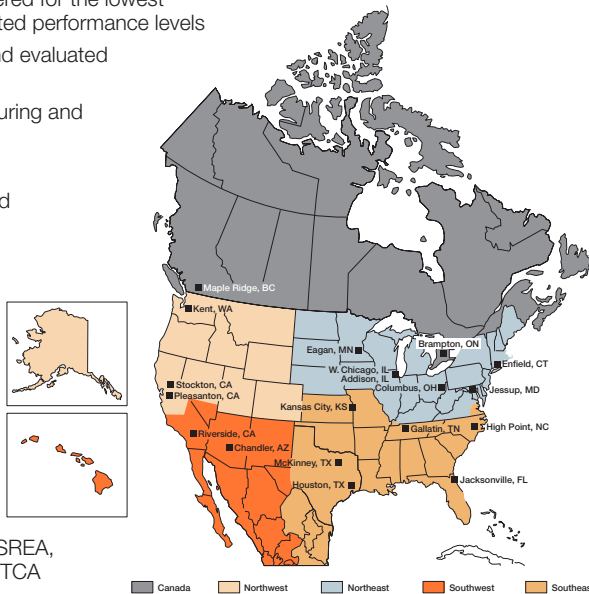 ered for the lowest
ted performance levels
nd evaluated
uring and
d
SREA,
TCA
Maple Ridge, BC
Kent, WA
Brampton, ON
Eagan, MN
Enfield, CT
W. Chicago, IL
Addison, IL
Columbus, OH
Jessup, MD
Stockton, CA
Pleasanton, CA
Kansas City, KS
Gallatin, TN
High Point, NC
Riverside, CA
Chandler, AZ
McKinney, TX
Houston, TX
Jacksonville, FL
Canada
Northwest
Northeast
Southwest
Southeas